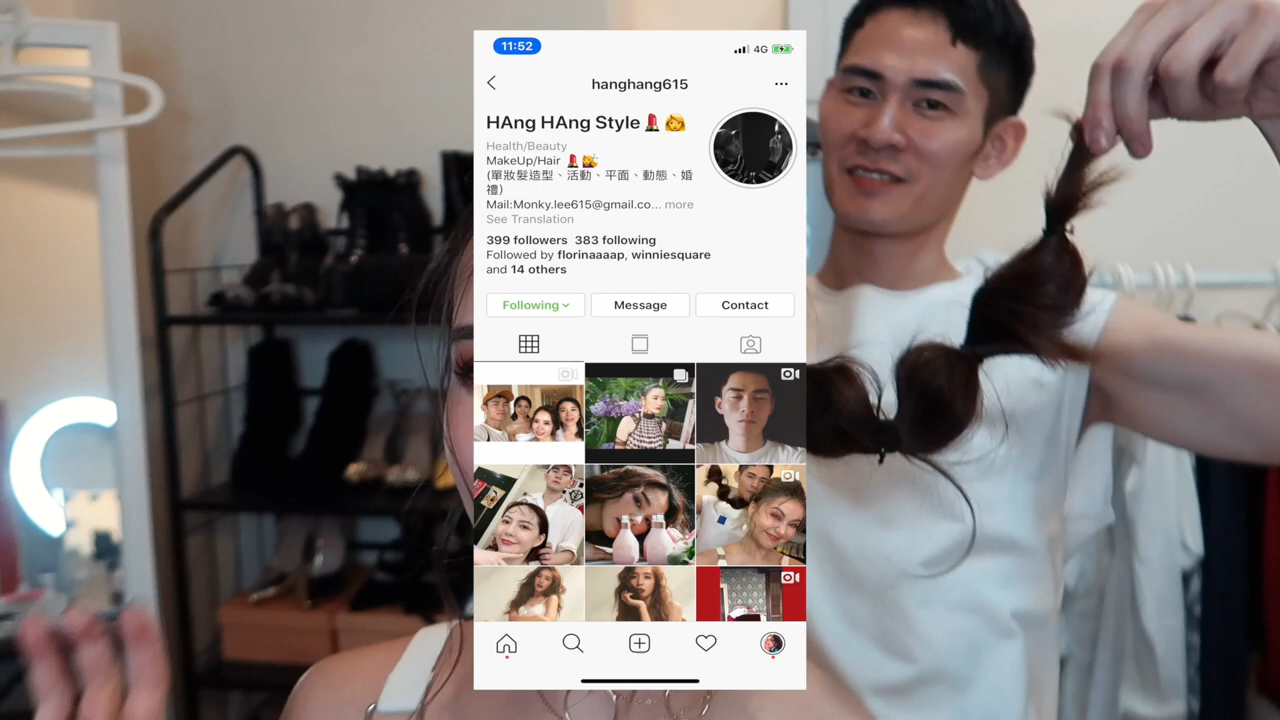 11:52
4G
hanghang615
HAng HAng Style💄👩
Health/Beauty
MakeUp/Hair 💄💇
(單妝髮造型、活動、平面、動態、婚
禮)
Mail:Monky.lee615@gmail.co... more
See Translation
399 followers 383 following
Followed by florinaaaap, winniesquare
and 14 others
Following
Message
Contact